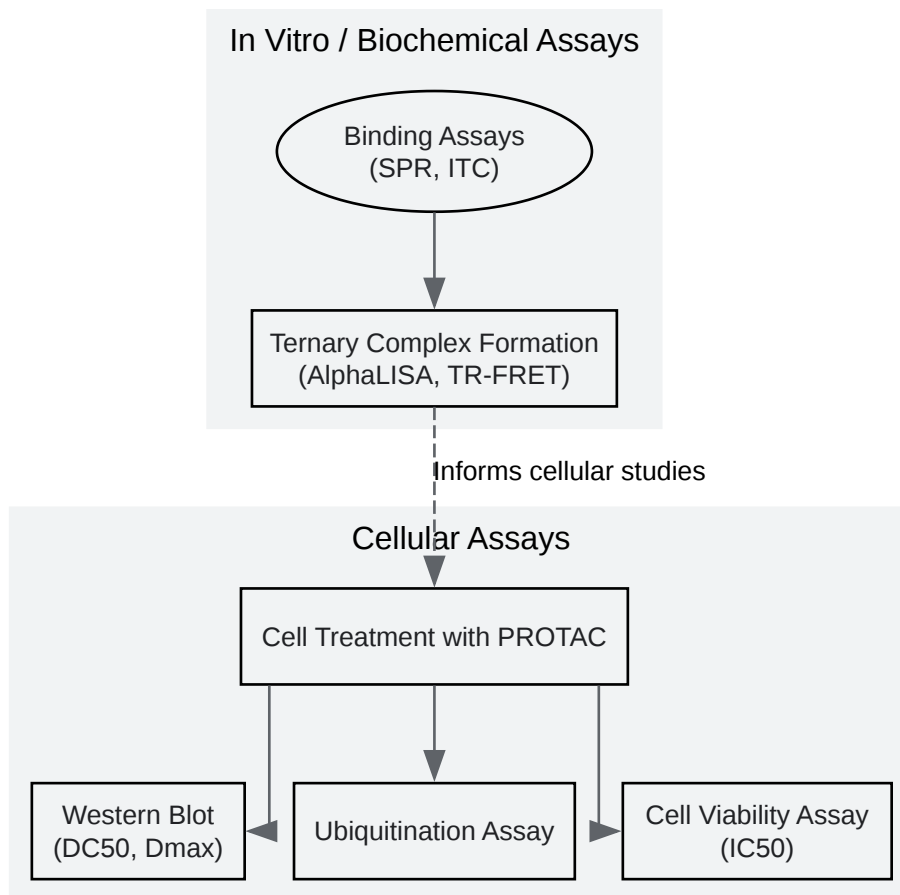 In Vitro / Biochemical Assays
Binding Assays
(SPR, ITC)
Ternary Complex Formation
(AlphaLISA, TR-FRET)
Informs cellular studies
Cellular Assays
Cell Treatment with PROTAC
Western Blot
(DC50, Dmax)
Ubiquitination Assay
Cell Viability Assay
(IC50)